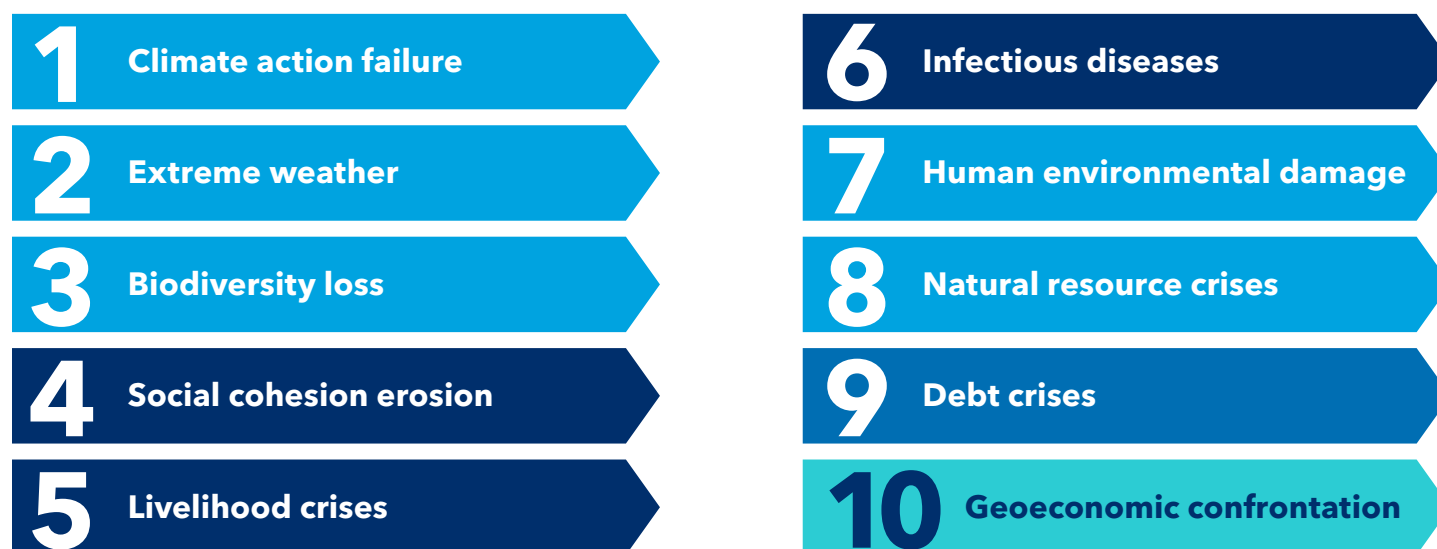 1 Climate action failure
2 Extreme weather
3 Biodiversity loss
4 Social cohesion erosion
5 Livelihood crises
6 Infectious diseases
7 Human environmental damage
8 Natural resource crises
9 Debt crises
10 Geoeconomic confrontation